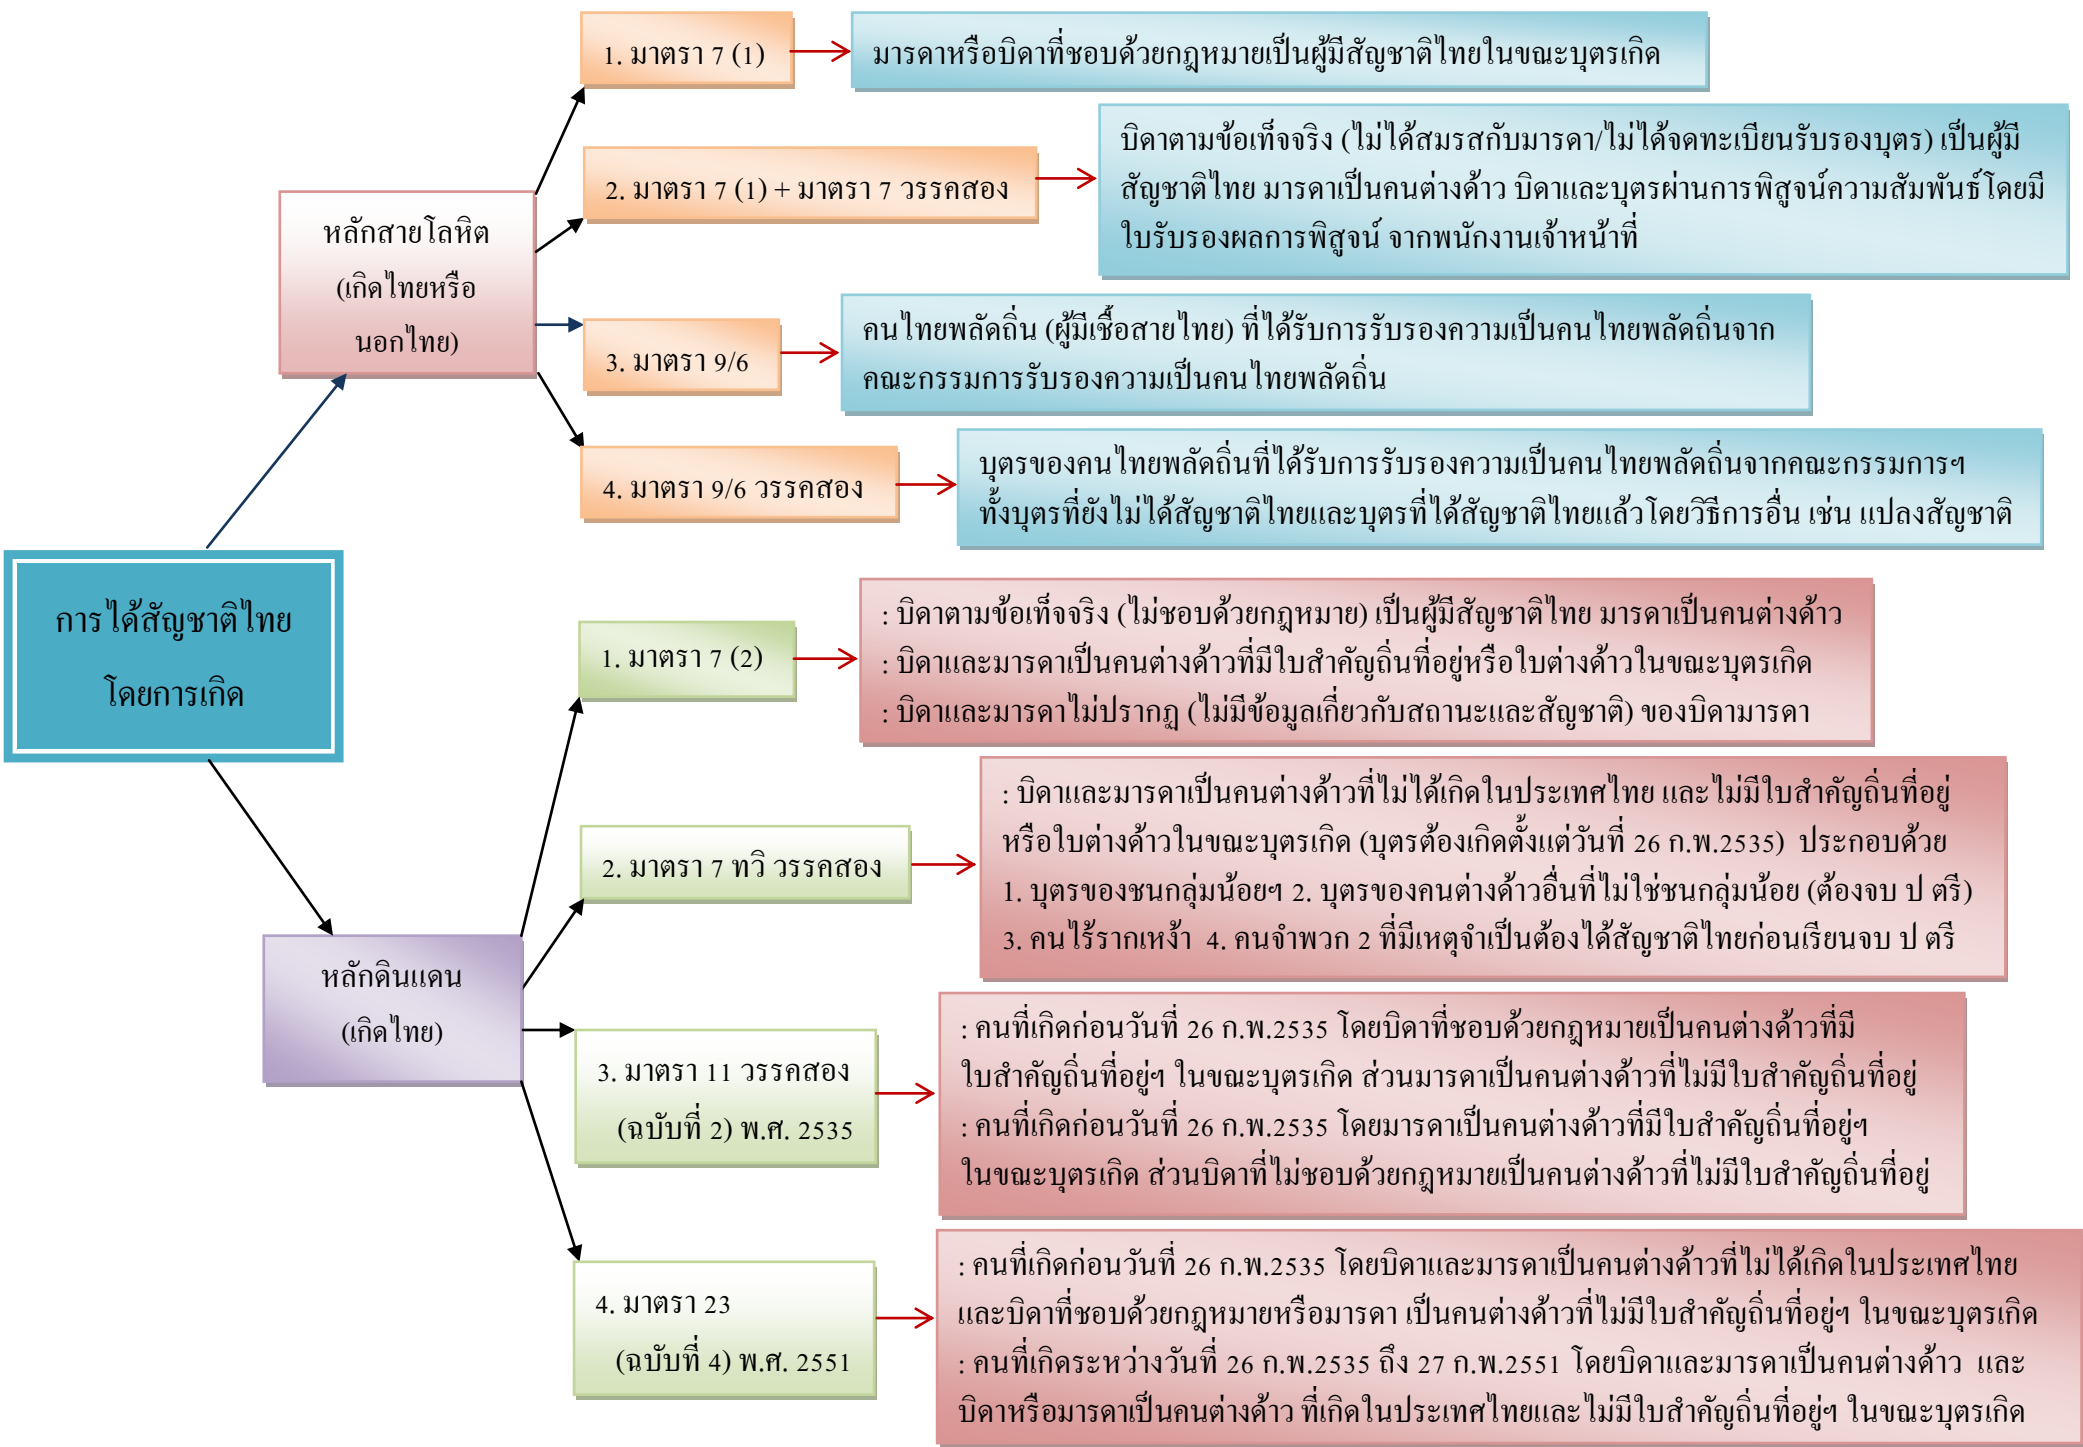 การได้สัญชาติไทย
โดยการเกิด
หลักสายโลหิต
(เกิดไทยหรือ
นอกไทย)
1. มาตรา 7 (1)
มารดาหรือบิดาที่ชอบด้วยกฎหมายเป็นผู้มีสัญชาติไทยในขณะบุตรเกิด
2. มาตรา 7 (1) + มาตรา 7 วรรคสอง
บิดาตามข้อเท็จจริง (ไม่ได้สมรสกับมารดา/ไม่ได้จดทะเบียนรับรองบุตร) เป็นผู้มี
สัญชาติไทย มารดาเป็นคนต่างด้าว บิดาและบุตรผ่านการพิสูจน์ความสัมพันธ์โดยมี
ใบรับรองผลการพิสูจน์ จากพนักงานเจ้าหน้าที่
3. มาตรา 9/6
คนไทยพลัดถิ่น (ผู้มีเชื้อสายไทย) ที่ได้รับการรับรองความเป็นคนไทยพลัดถิ่นจาก
คณะกรรมการรับรองความเป็นคนไทยพลัดถิ่น
4. มาตรา 9/6 วรรคสอง
บุตรของคนไทยพลัดถิ่นที่ได้รับการรับรองความเป็นคนไทยพลัดถิ่นจากคณะกรรมการฯ
ทั้งบุตรที่ยังไม่ได้สัญชาติไทยและบุตรที่ได้สัญชาติไทยแล้วโดยวิธีการอื่น เช่น แปลงสัญชาติ
หลักดินแดน
(เกิดไทย)
1. มาตรา 7 (2)
: บิดาตามข้อเท็จจริง (ไม่ชอบด้วยกฎหมาย) เป็นผู้มีสัญชาติไทย มารดาเป็นคนต่างด้าว
: บิดาและมารดาเป็นคนต่างด้าวที่มีใบสำคัญถิ่นที่อยู่หรือใบต่างด้าวในขณะบุตรเกิด
: บิดาและมารดาไม่ปรากฏ (ไม่มีข้อมูลเกี่ยวกับสถานะและสัญชาติ) ของบิดามารดา
2. มาตรา 7 ทวิ วรรคสอง
: บิดาและมารดาเป็นคนต่างด้าวที่ไม่ได้เกิดในประเทศไทย และไม่มีใบสำคัญถิ่นที่อยู่
หรือใบต่างด้าวในขณะบุตรเกิด (บุตรต้องเกิดตั้งแต่วันที่ 26 ก.พ.2535) ประกอบด้วย
1. บุตรของชนกลุ่มน้อยฯ 2. บุตรของคนต่างด้าวอื่นที่ไม่ใช่ชนกลุ่มน้อย (ต้องจบ ป ตรี)
3. คนไร้รากเหง้า 4. คนจำพวก 2 ที่มีเหตุจำเป็นต้องได้สัญชาติไทยก่อนเรียนจบ ป ตรี
3. มาตรา 11 วรรคสอง
(ฉบับที่ 2) พ.ศ. 2535
: คนที่เกิดก่อนวันที่ 26 ก.พ.2535 โดยบิดาที่ชอบด้วยกฎหมายเป็นคนต่างด้าวที่มี
ใบสำคัญถิ่นที่อยู่ฯ ในขณะบุตรเกิด ส่วนมารดาเป็นคนต่างด้าวที่ไม่มีใบสำคัญถิ่นที่อยู่
: คนที่เกิดก่อนวันที่ 26 ก.พ.2535 โดยมารดาเป็นคนต่างด้าวที่มีใบสำคัญถิ่นที่อยู่ฯ
ในขณะบุตรเกิด ส่วนบิดาที่ไม่ชอบด้วยกฎหมายเป็นคนต่างด้าวที่ไม่มีใบสำคัญถิ่นที่อยู่
4. มาตรา 23
(ฉบับที่ 4) พ.ศ. 2551
: คนที่เกิดก่อนวันที่ 26 ก.พ.2535 โดยบิดาและมารดาเป็นคนต่างด้าวที่ไม่ได้เกิดในประเทศไทย
และบิดาที่ชอบด้วยกฎหมายหรือมารดา เป็นคนต่างด้าวที่ไม่มีใบสำคัญถิ่นที่อยู่ฯ ในขณะบุตรเกิด
: คนที่เกิดระหว่างวันที่ 26 ก.พ.2535 ถึง 27 ก.พ.2551 โดยบิดาและมารดาเป็นคนต่างด้าว และ
บิดาหรือมารดาเป็นคนต่างด้าว ที่เกิดในประเทศไทยและไม่มีใบสำคัญถิ่นที่อยู่ฯ ในขณะบุตรเกิด